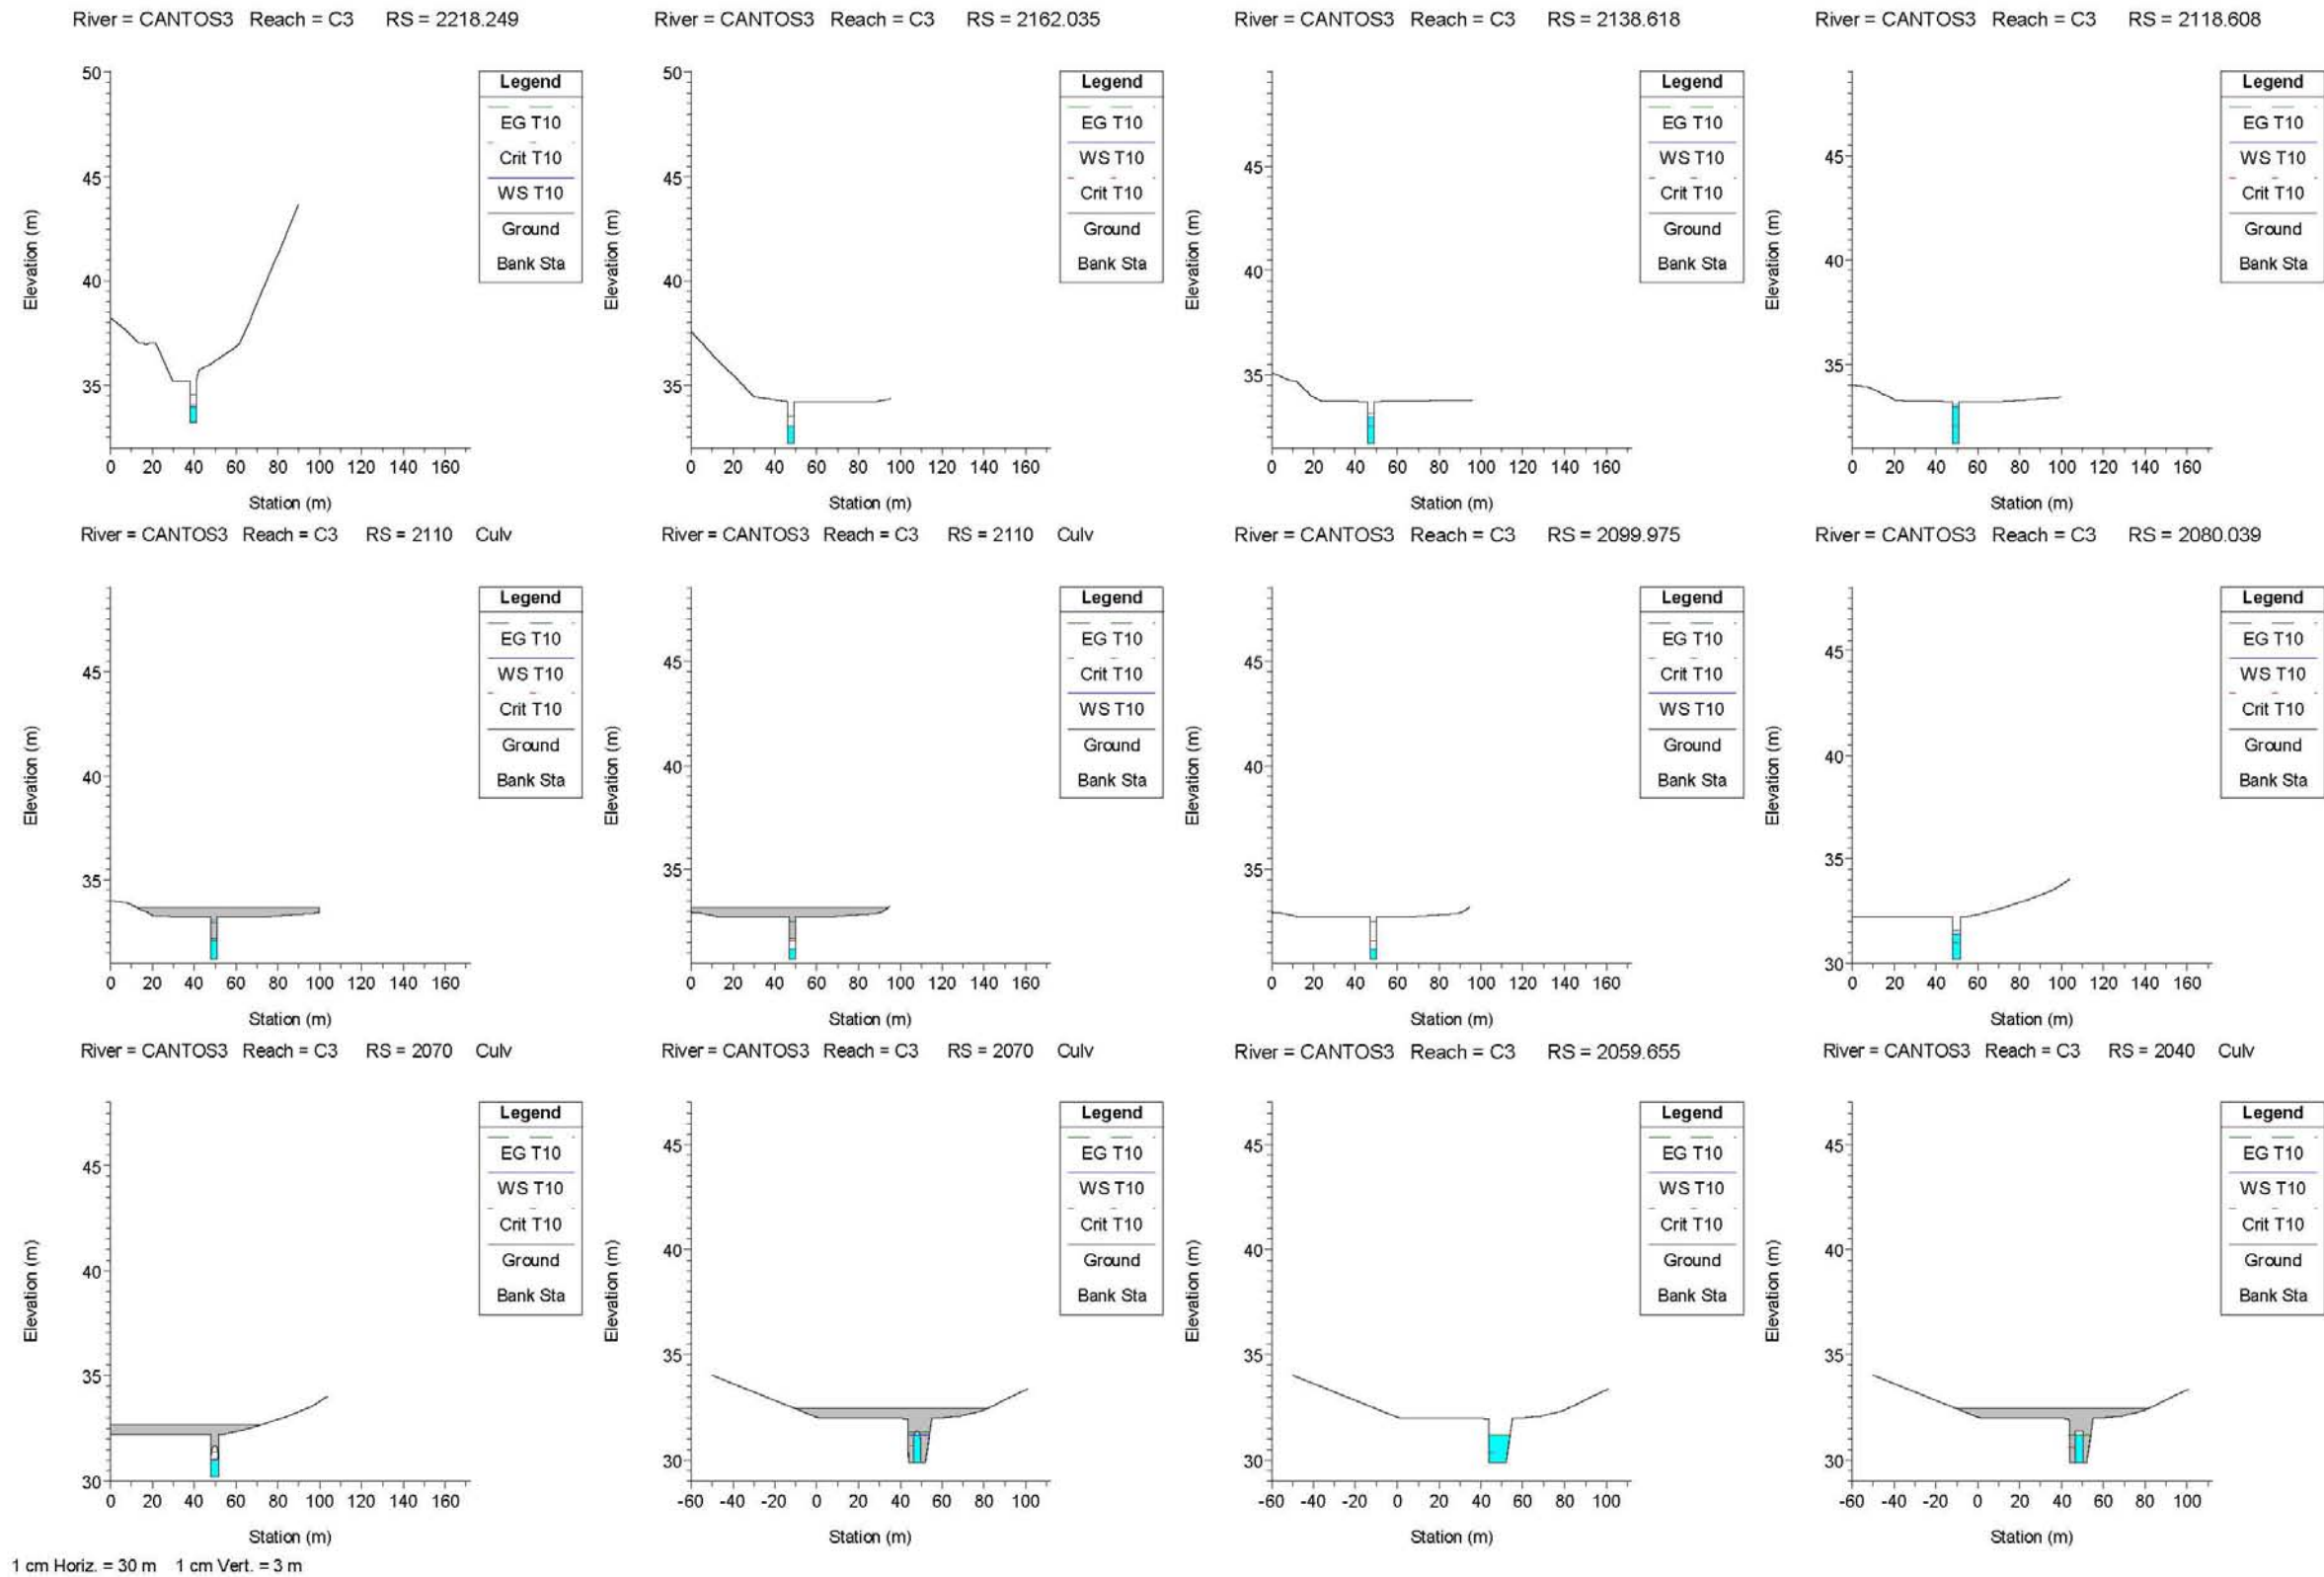 River = CANTOS3 Reach = C3 RS = 2218.249
Elevation (m)
50
45
40
35
0 20 40 60 80 100 120 140 160
Station (m)
Legend
EG T10
Crit T10
WS T10
Ground
Bank Sta
River = CANTOS3 Reach = C3 RS = 2162.035
Elevation (m)
50
45
40
35
0 20 40 60 80 100 120 140 160
Station (m)
Legend
EG T10
WS T10
Crit T10
Ground
Bank Sta
River = CANTOS3 Reach = C3 RS = 2138.618
Elevation (m)
45
40
35
0 20 40 60 80 100 120 140 160
Station (m)
Legend
EG T10
WS T10
Crit T10
Ground
Bank Sta
River = CANTOS3 Reach = C3 RS = 2118.608
Elevation (m)
45
40
35
0 20 40 60 80 100 120 140 160
Station (m)
Legend
EG T10
WS T10
Crit T10
Ground
Bank Sta
River = CANTOS3 Reach = C3 RS = 2110 Culv
Elevation (m)
45
40
35
0 20 40 60 80 100 120 140 160
Station (m)
Legend
EG T10
WS T10
Crit T10
Ground
Bank Sta
River = CANTOS3 Reach = C3 RS = 2110 Culv
Elevation (m)
45
40
35
0 20 40 60 80 100 120 140 160
Station (m)
Legend
EG T10
Crit T10
WS T10
Ground
Bank Sta
River = CANTOS3 Reach = C3 RS = 2099.975
Elevation (m)
45
40
35
0 20 40 60 80 100 120 140 160
Station (m)
Legend
EG T10
Crit T10
WS T10
Ground
Bank Sta
River = CANTOS3 Reach = C3 RS = 2080.039
Elevation (m)
45
40
35
30
0 20 40 60 80 100 120 140 160
Station (m)
Legend
EG T10
WS T10
Crit T10
Ground
Bank Sta
River = CANTOS3 Reach = C3 RS = 2070 Culv
Elevation (m)
45
40
35
30
0 20 40 60 80 100 120 140 160
Station (m)
Legend
EG T10
WS T10
Crit T10
Ground
Bank Sta
River = CANTOS3 Reach = C3 RS = 2070 Culv
Elevation (m)
45
40
35
30
-60 -40 -20 0 20 40 60 80 100
Station (m)
Legend
EG T10
WS T10
Crit T10
Ground
Bank Sta
River = CANTOS3 Reach = C3 RS = 2059.655
Elevation (m)
45
40
35
30
-60 -40 -20 0 20 40 60 80 100
Station (m)
Legend
EG T10
WS T10
Crit T10
Ground
Bank Sta
River = CANTOS3 Reach = C3 RS = 2040 Culv
Elevation (m)
45
40
35
30
-60 -40 -20 0 20 40 60 80 100
Station (m)
Legend
EG T10
WS T10
Crit T10
Ground
Bank Sta
1 cm Horiz. = 30 m 1 cm Vert. = 3 m